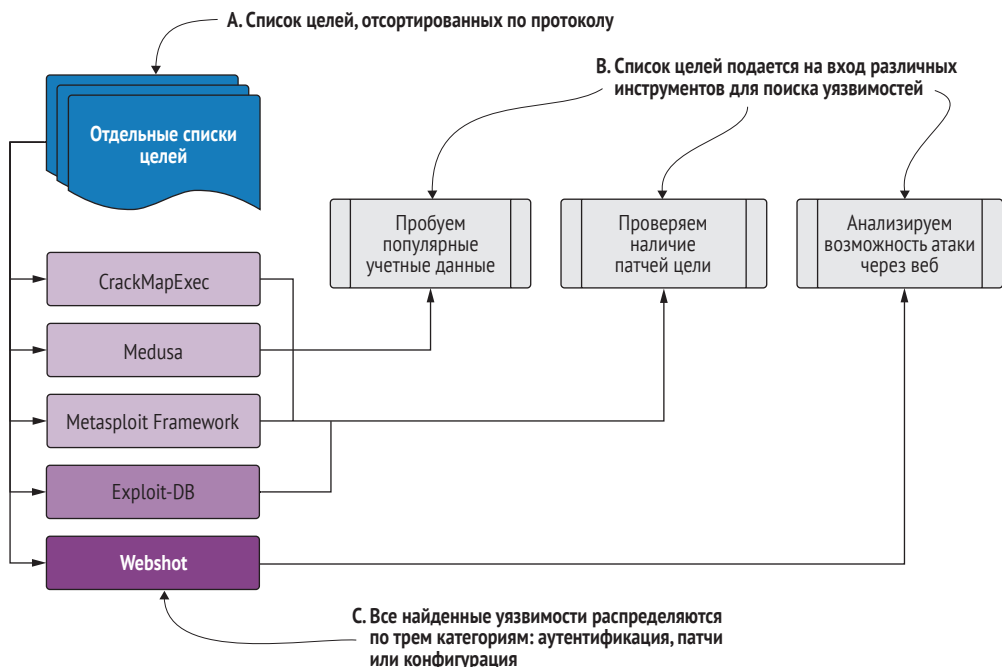 A. Список целей, отсортированных по протоколу
B. Список целей подается на вход различных
инструментов для поиска уязвимостей
Отдельные списки
целей
Пробуем
популярные
учетные данные
Проверяем
наличие
патчей цели
Анализируем
возможность атаки
через веб
CrackMapExec
Medusa
Metasploit Framework
Exploit-DB
Webshot
C. Все найденные уязвимости распределяются
по трем категориям: аутентификация, патчи
или конфигурация